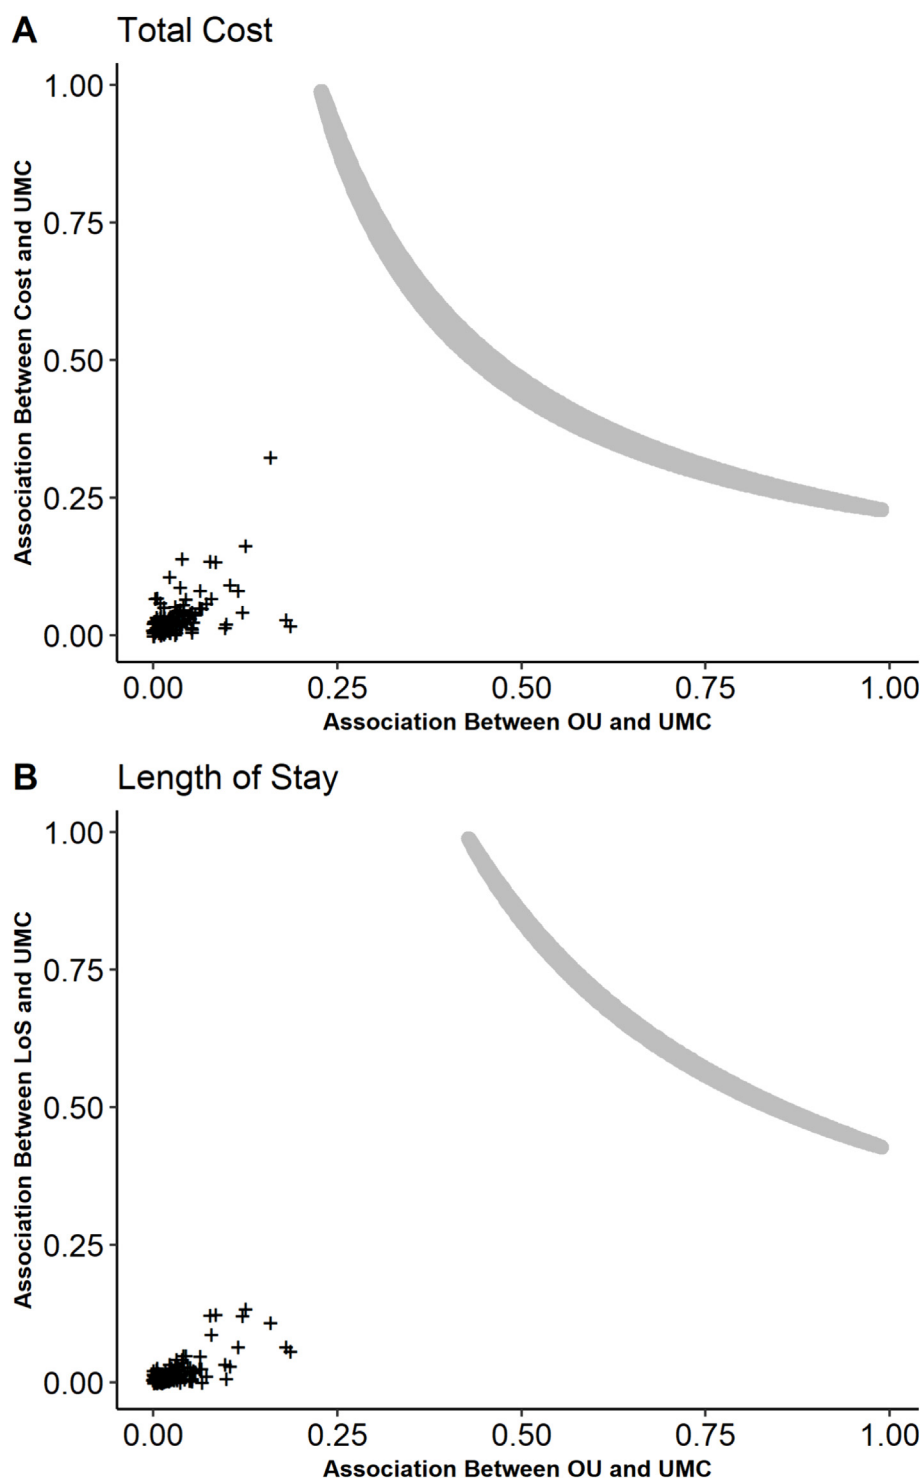 A Total Cost
Association Between Cost and UMC
1.00
0.75
0.50
0.25
0.00
0.00 0.25 0.50 0.75 1.00
Association Between OU and UMC
B Length of Stay
Association Between LoS and UMC
1.00
0.75
0.50
0.25
0.00
0.00 0.25 0.50 0.75 1.00
Association Between OU and UMC